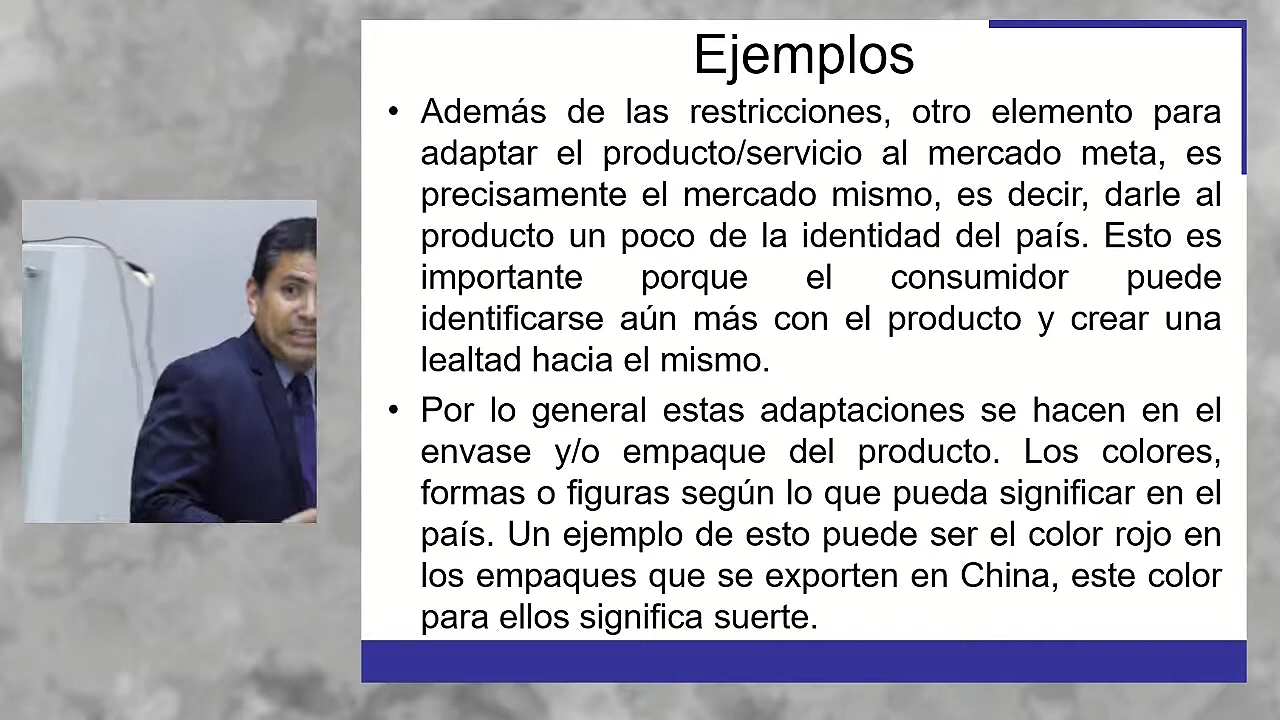 Ejemplos
• Además de las restricciones, otro elemento para
adaptar el producto/servicio al mercado meta, es
precisamente el mercado mismo, es decir, darle al
producto un poco de la identidad del país. Esto es
importante porque el consumidor puede
identificarse aún más con el producto y crear una
lealtad hacia el mismo.
• Por lo general estas adaptaciones se hacen en el
envase y/o empaque del producto. Los colores,
formas o figuras según lo que pueda significar en el
país. Un ejemplo de esto puede ser el color rojo en
los empaques que se exporten en China, este color
para ellos significa suerte.